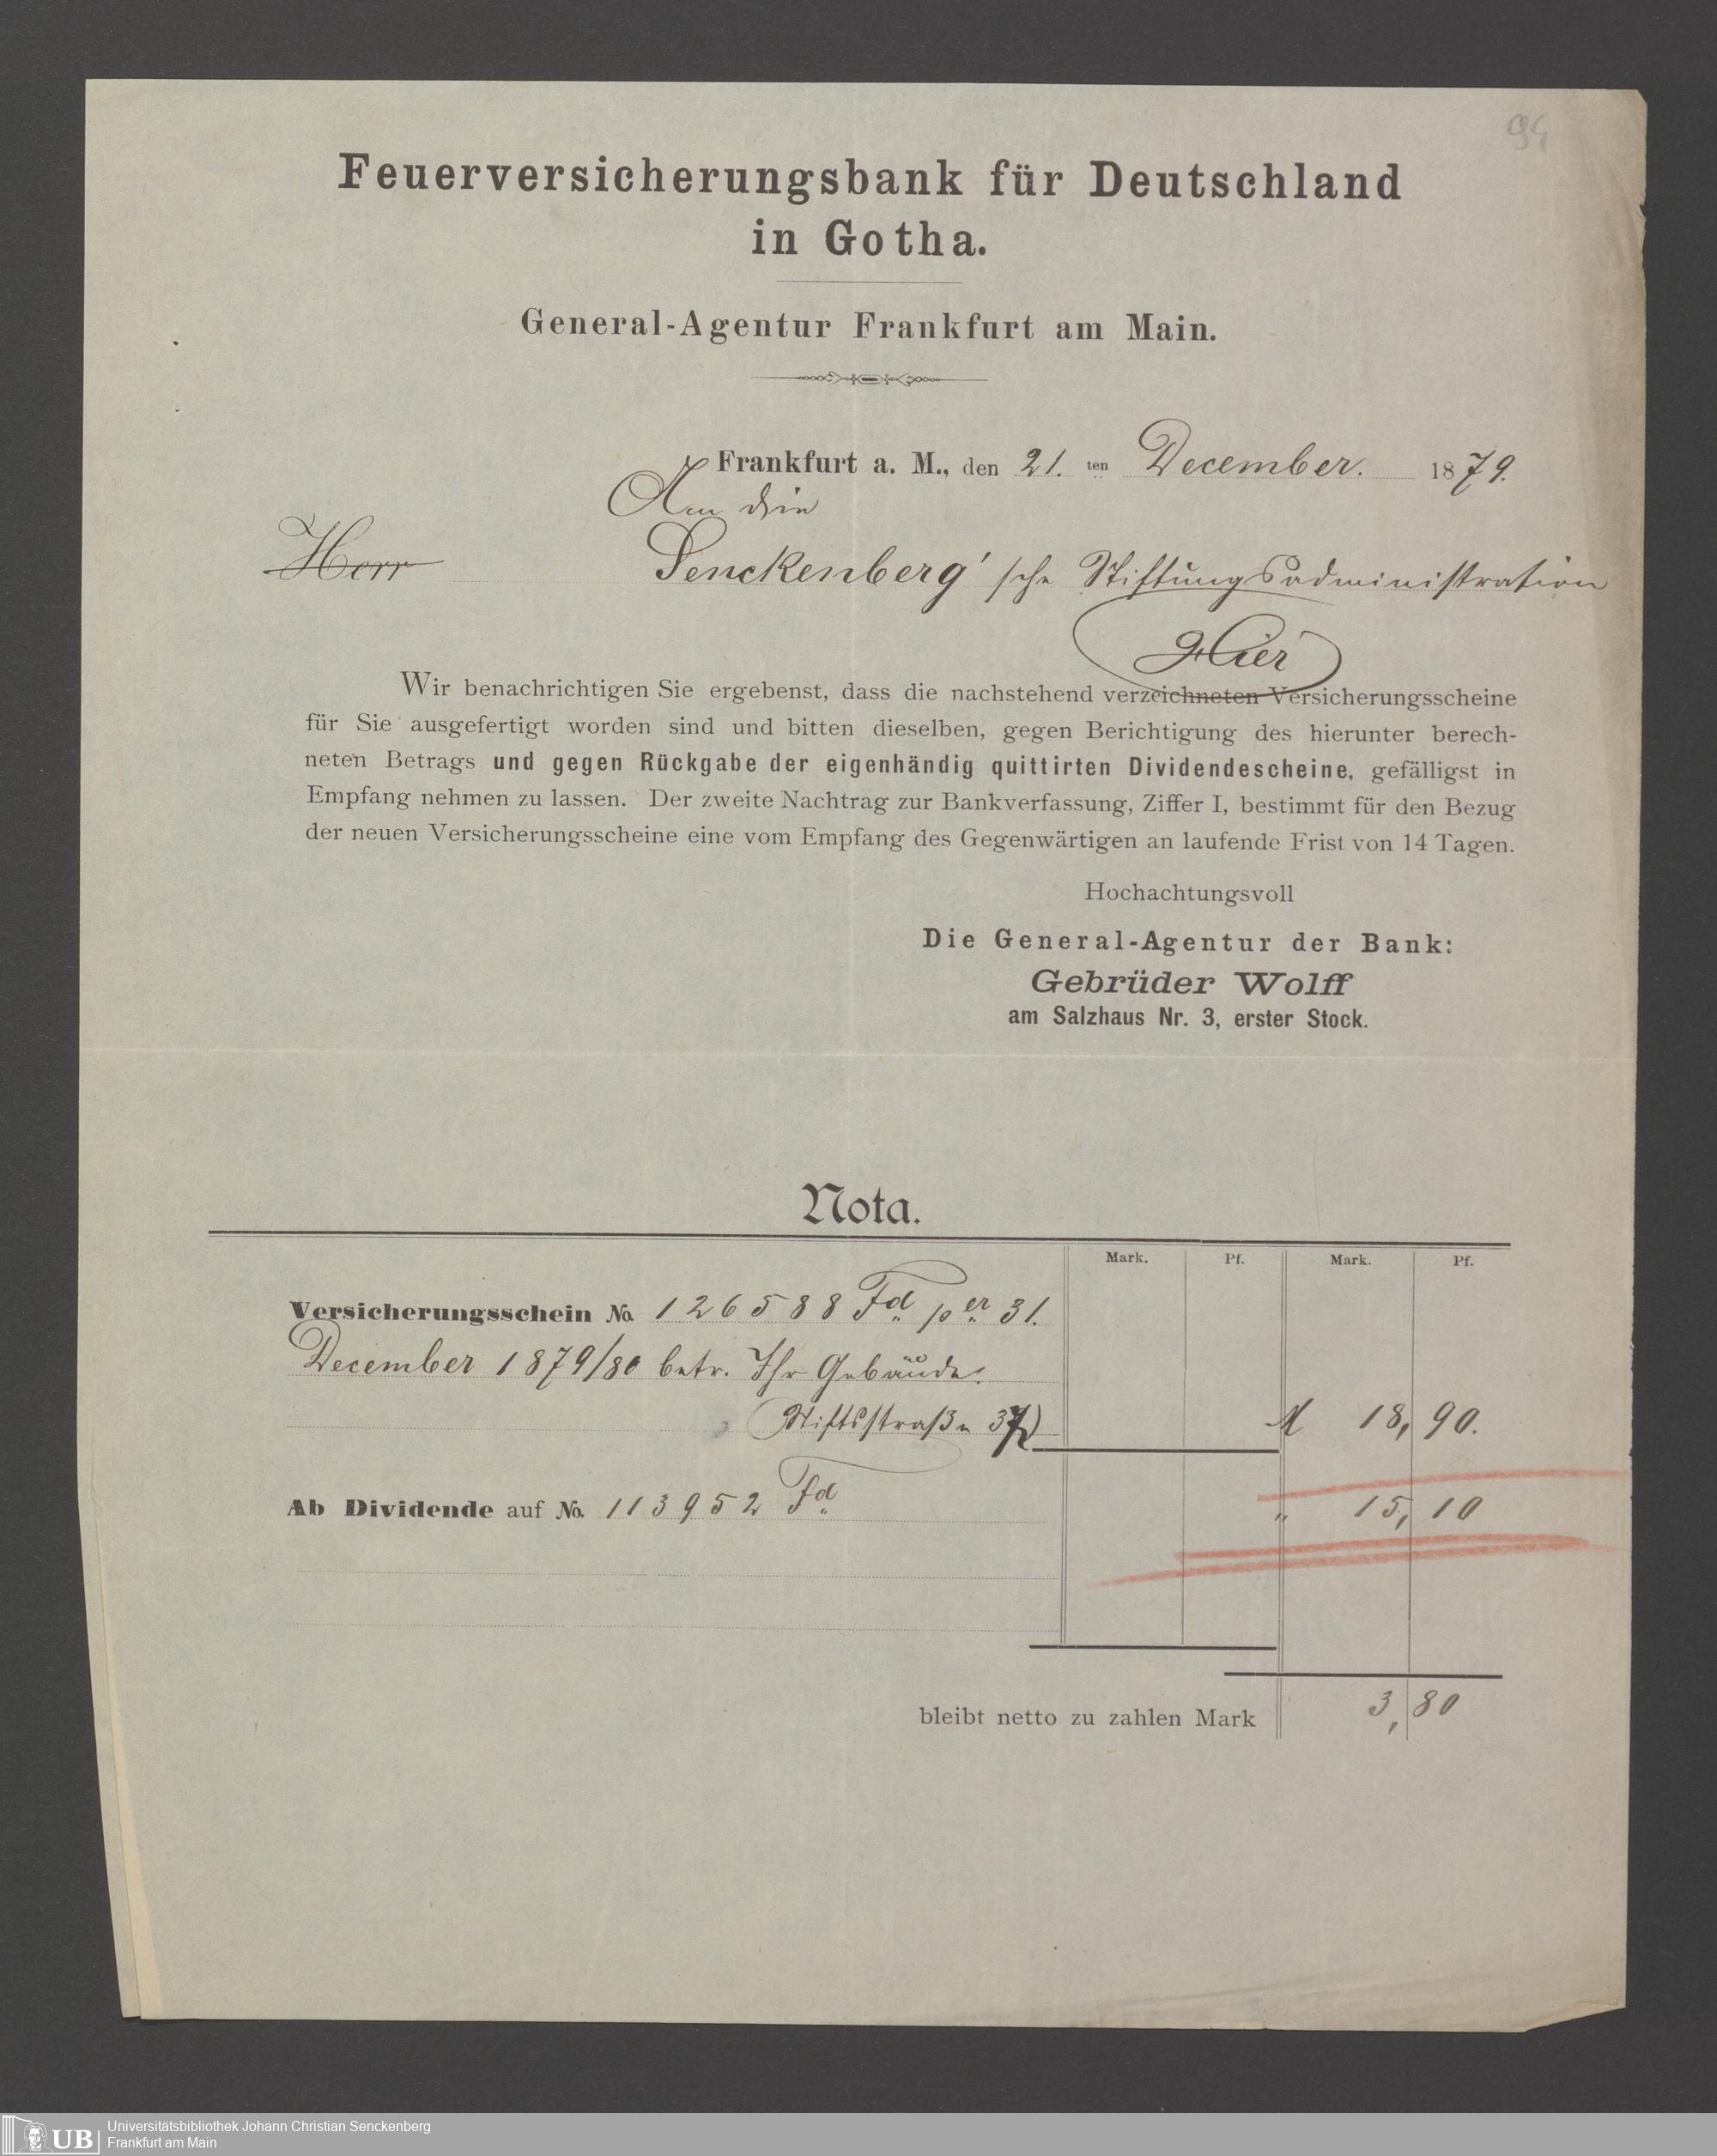 94
Feuerversicherungsbank für Deutschland
in Gotha.
General-Agentur Frankfurt am Main.
Frankfurt a. M., den 21. ten December. 1879.
An die
Herr Senckenberg'sche Stiftungsadministration
Hier
Wir benachrichtigen Sie ergebenst, dass die nachstehend verzeichneten Versicherungsscheine
für Sie ausgefertigt worden sind und bitten dieselben, gegen Berichtigung des hierunter berech-
neten Betrags und gegen Rückgabe der eigenhändig quittirten Dividendescheine, gefälligst in
Empfang nehmen zu lassen. Der zweite Nachtrag zur Bankverfassung, Ziffer I, bestimmt für den Bezug
der neuen Versicherungsscheine eine vom Empfang des Gegenwärtigen an laufende Frist von 14 Tagen.
Hochachtungsvoll
Die General-Agentur der Bank:
Gebrüder Wolff
am Salzhaus Nr. 3, erster Stock.
Nota.
Mark. Pf. Mark. Pf.
Versicherungsschein No. 126588 Fd per 31.
December 1879/80 betr. Ihr Gebäude.
Stiftsstraße M 18,90.
Ab Dividende auf No. 113952 Fd " 15,10
bleibt netto zu zahlen Mark 3,80
UB
Universitätsbibliothek Johann Christian Senckenberg
Frankfurt am Main